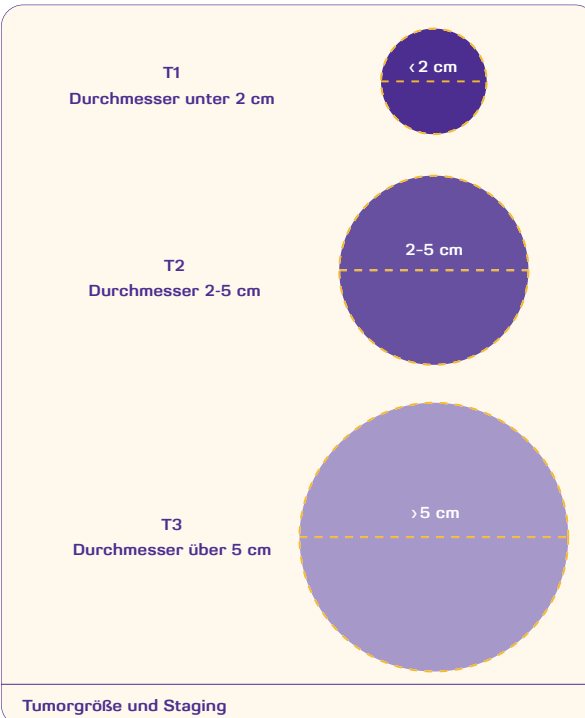 T1
Durchmesser unter 2 cm
‹2 cm
T2
Durchmesser 2-5 cm
2–5 cm
T3
Durchmesser über 5 cm
›5 cm
Tumorgröße und Staging